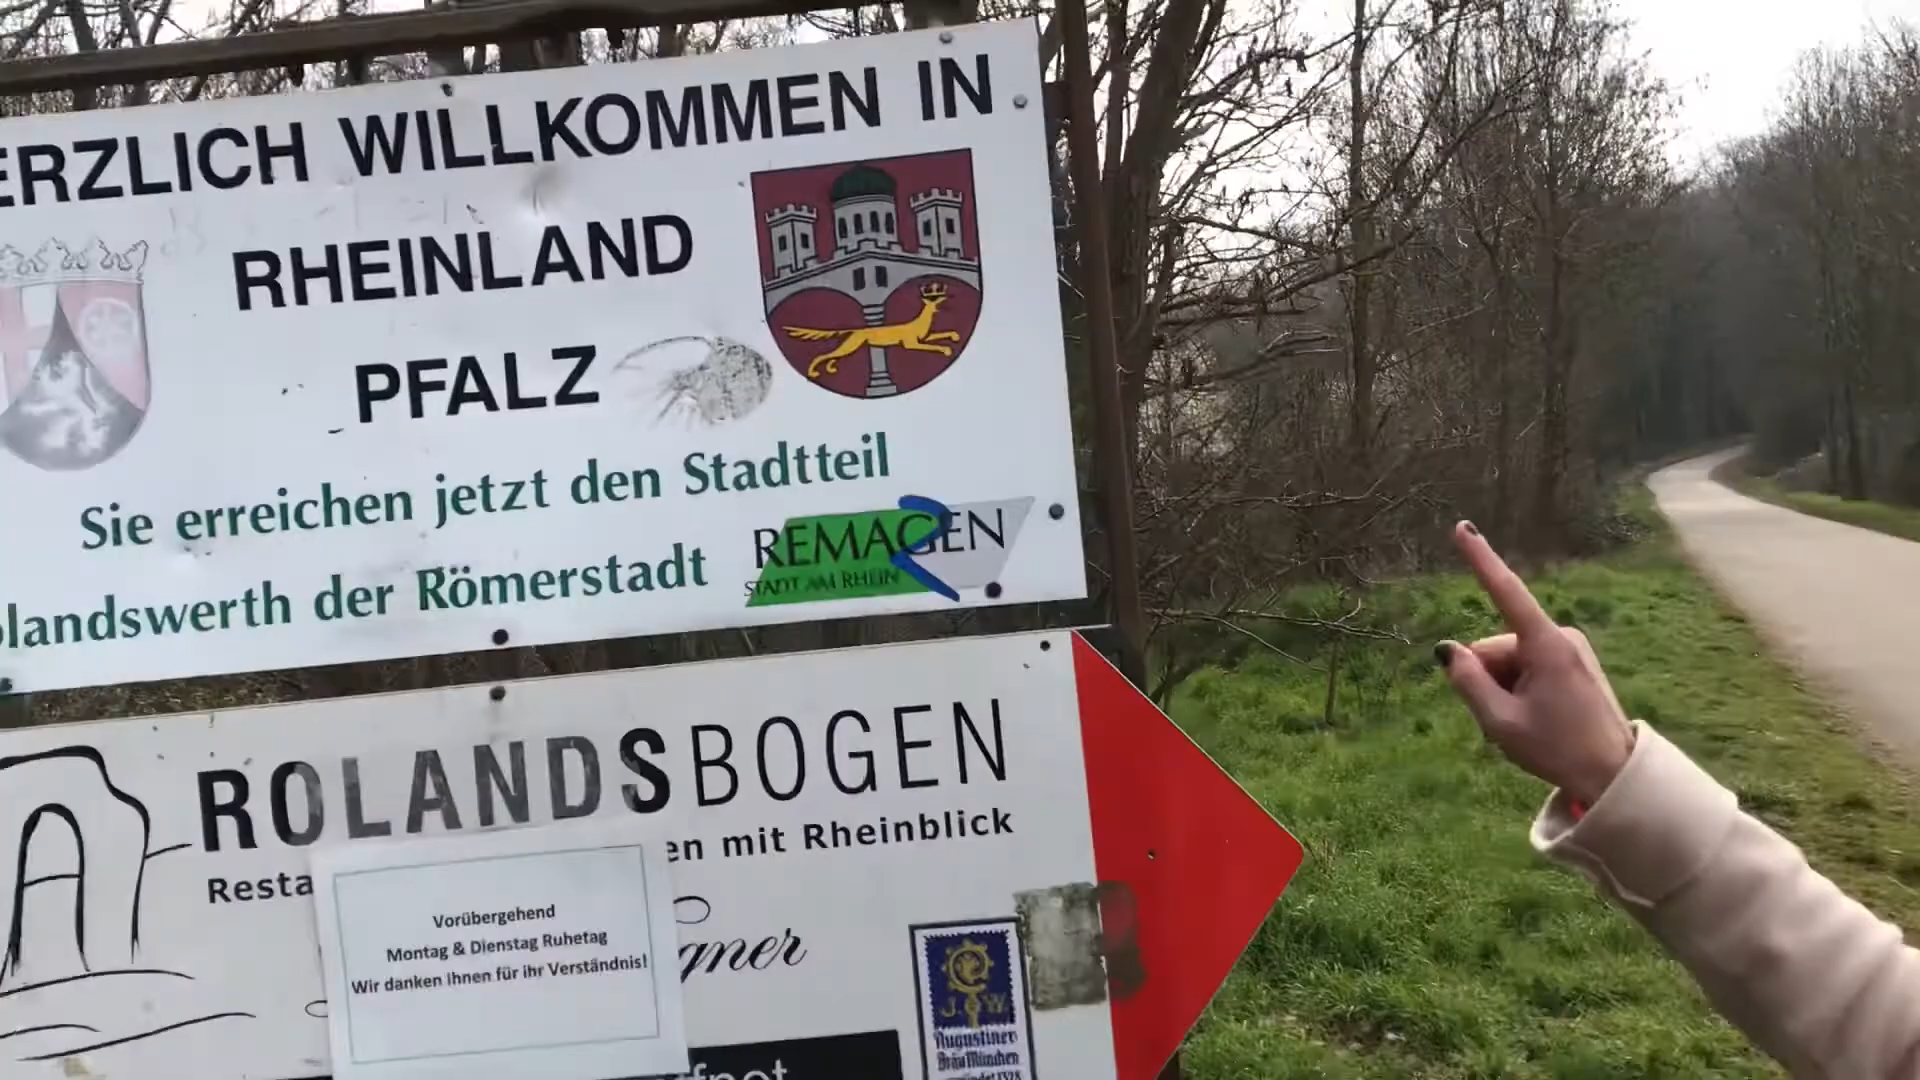 ERZLICH WILLKOMMEN IN
RHEINLAND
PFALZ
Sie erreichen jetzt den Stadtteil
olandswerth der Römerstadt
REMAGEN
STADT AM RHEIN
ROLANDSBOGEN
Resta en mit Rheinblick
Vorübergehend
Montag & Dienstag Ruhetag
Wir danken Ihnen für ihr Verständnis!
gner
J. W.
Augustiner
Bräu München